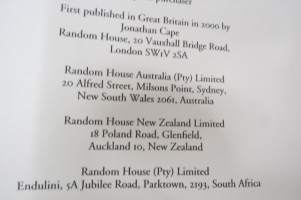 purchaser
First published in Great Britain in 2000 by
Jonathan Cape
Random House, 20 Vauxhall Bridge Road,
London SW1V 2SA
Random House Australia (Pty) Limited
20 Alfred Street, Milsons Point, Sydney,
New South Wales 2061, Australia
Random House New Zealand Limited
18 Poland Road, Glenfield,
Auckland 10, New Zealand
Random House (Pty) Limited
Endulini, 5A Jubilee Road, Parktown, 2193, South Africa